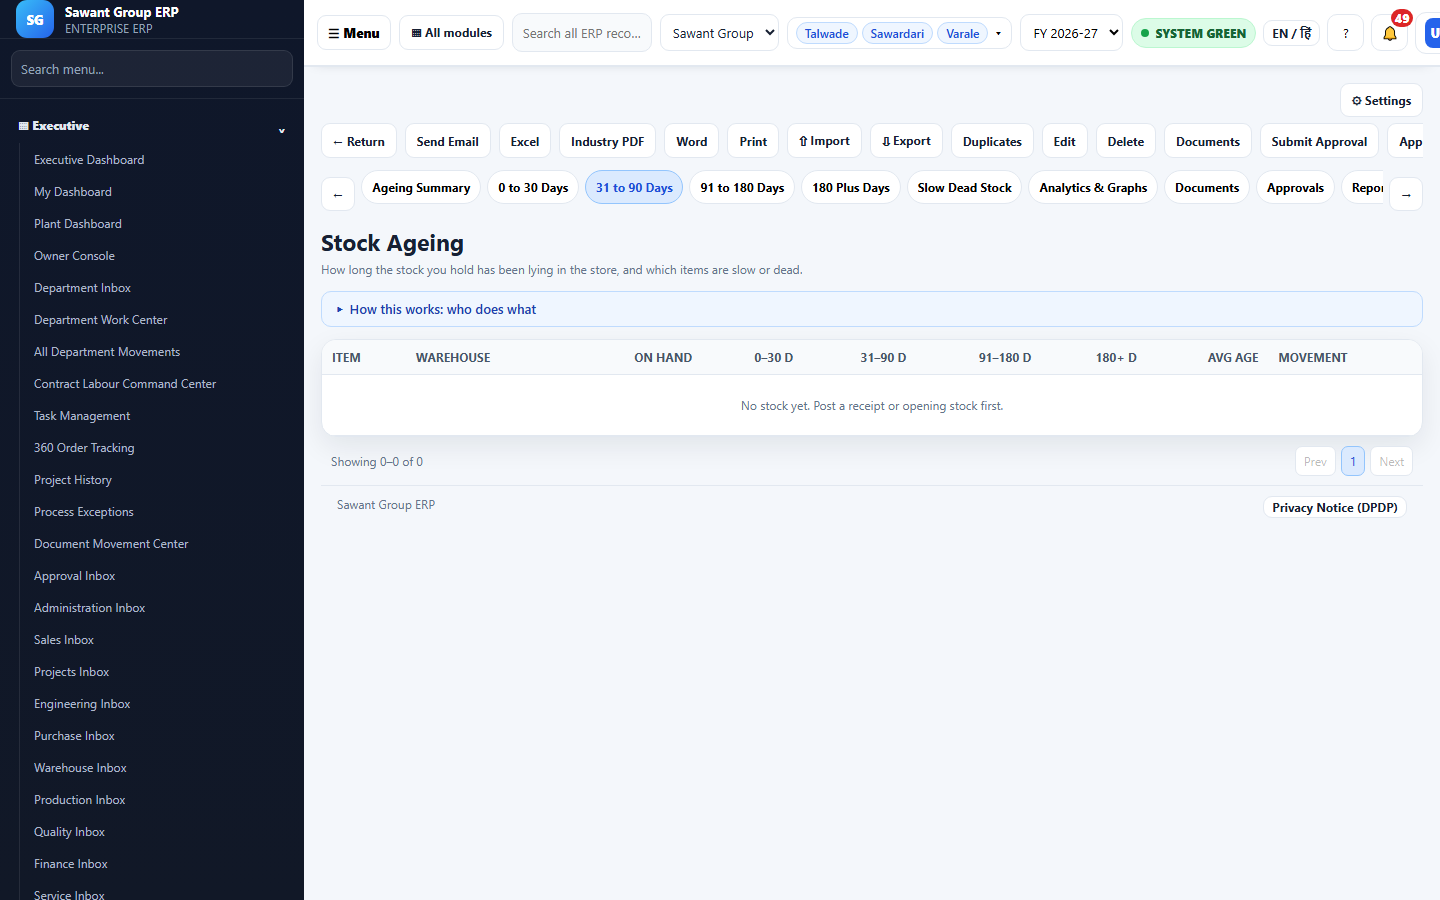 SG
Sawant Group ERP
ENTERPRISE ERP
Search menu...
Executive
Executive Dashboard
My Dashboard
Plant Dashboard
Owner Console
Department Inbox
Department Work Center
All Department Movements
Contract Labour Command Center
Task Management
360 Order Tracking
Project History
Process Exceptions
Document Movement Center
Approval Inbox
Administration Inbox
Sales Inbox
Projects Inbox
Engineering Inbox
Purchase Inbox
Warehouse Inbox
Production Inbox
Quality Inbox
Finance Inbox
Service Inbox
☰ Menu
All modules
Search all ERP reco...
Sawant Group
Talwade
Sawardari
Varale
FY 2026-27
SYSTEM GREEN
EN / हिं
?
49
U
⚙ Settings
← Return
Send Email
Excel
Industry PDF
Word
Print
⇧ Import
⇩ Export
Duplicates
Edit
Delete
Documents
Submit Approval
App
←
Ageing Summary
0 to 30 Days
31 to 90 Days
91 to 180 Days
180 Plus Days
Slow Dead Stock
Analytics & Graphs
Documents
Approvals
Repor
→
Stock Ageing
How long the stock you hold has been lying in the store, and which items are slow or dead.
▸ How this works: who does what
ITEM WAREHOUSE ON HAND 0–30 D 31–90 D 91–180 D 180+ D AVG AGE MOVEMENT
No stock yet. Post a receipt or opening stock first.
Showing 0–0 of 0
Prev
1
Next
Sawant Group ERP
Privacy Notice (DPDP)